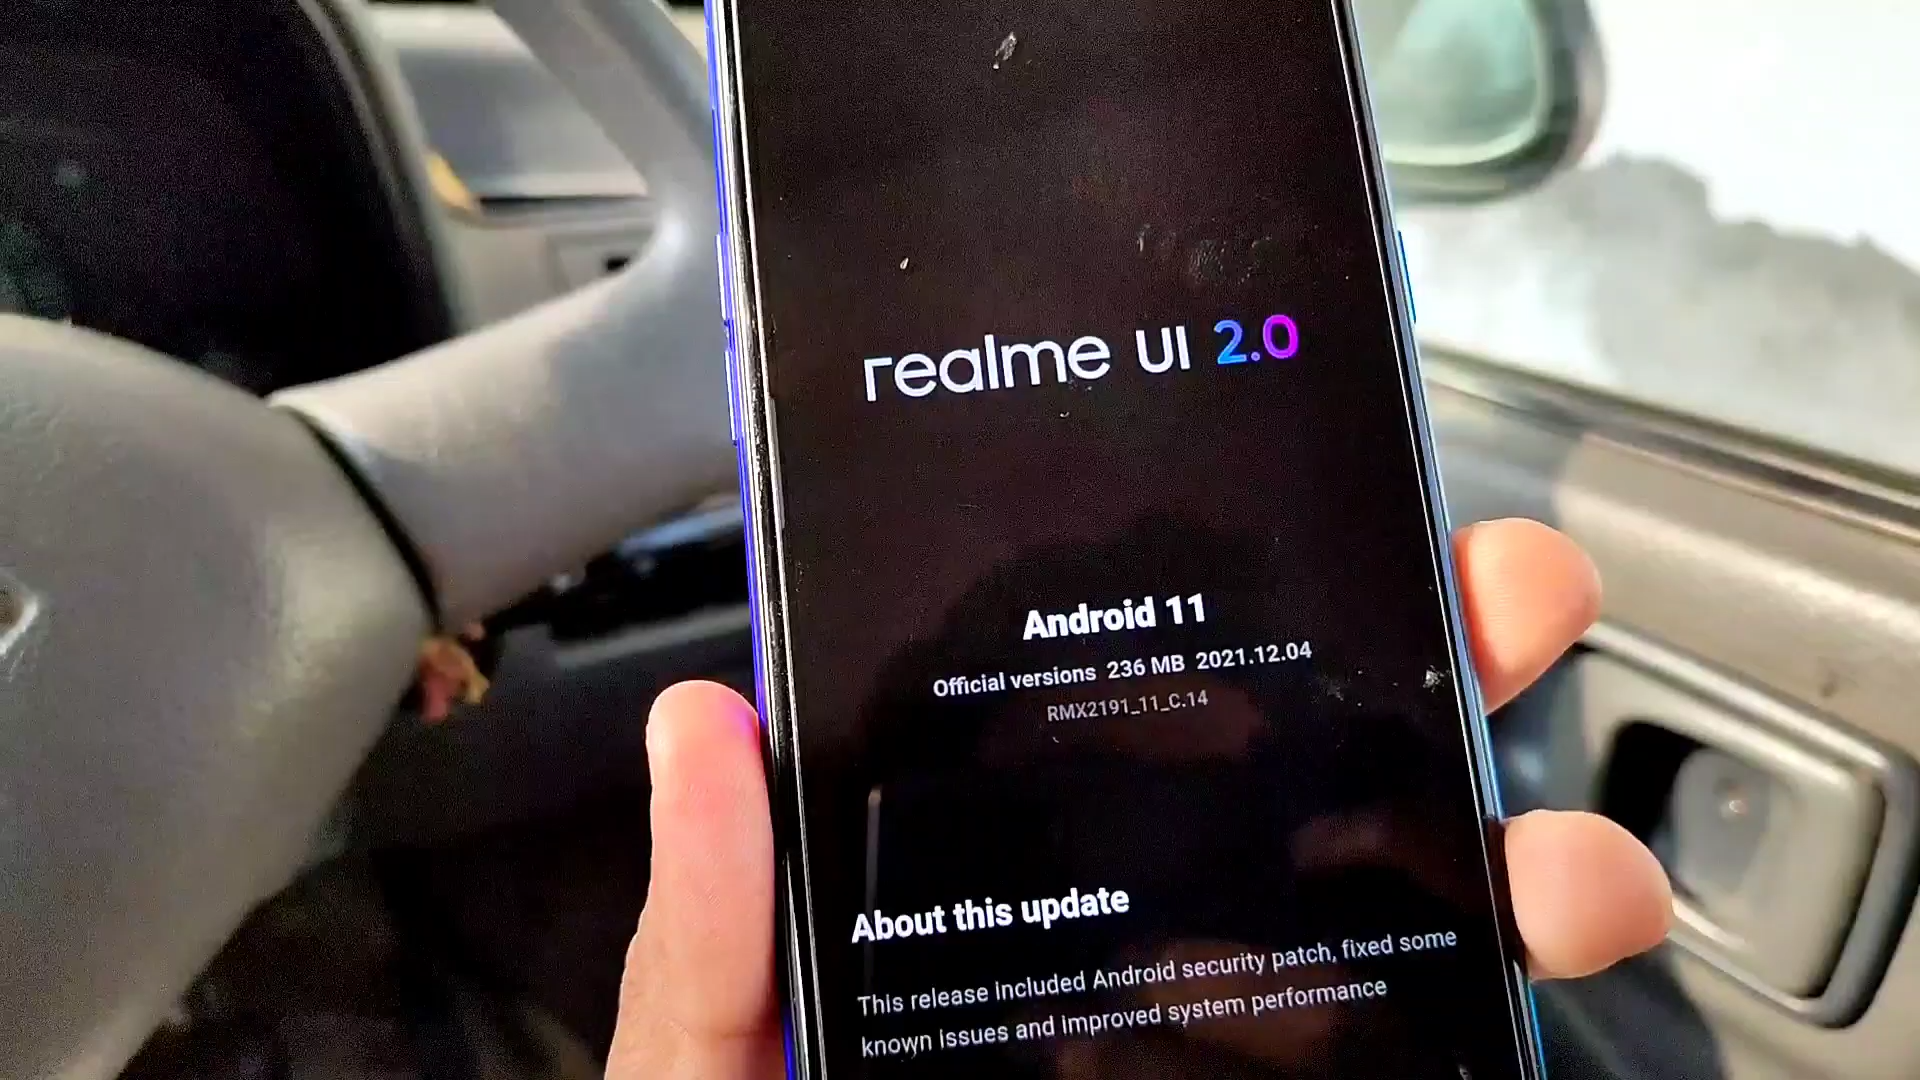 realme UI 2.0
Android 11
Official versions 236 MB 2021.12.04
RMX2191_11_C.14
About this update
This release included Android security patch, fixed some
known issues and improved system performance